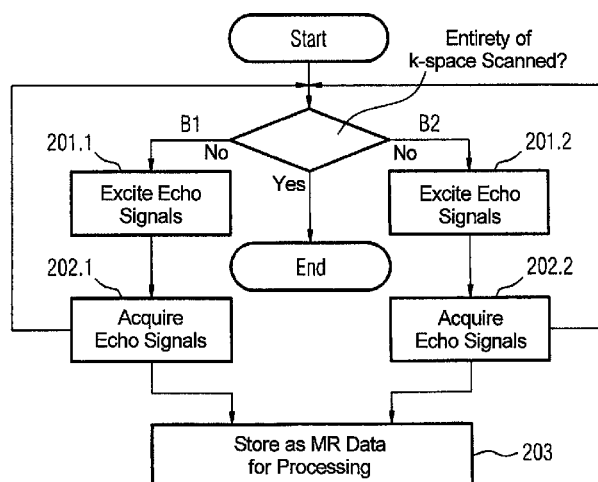 Start
Entirety of
k-space Scanned?
B1
B2
201.1
201.2
No
No
Yes
Excite Echo
Signals
Excite Echo
Signals
End
202.1
202.2
Acquire
Echo Signals
Acquire
Echo Signals
Store as MR Data
for Processing
203